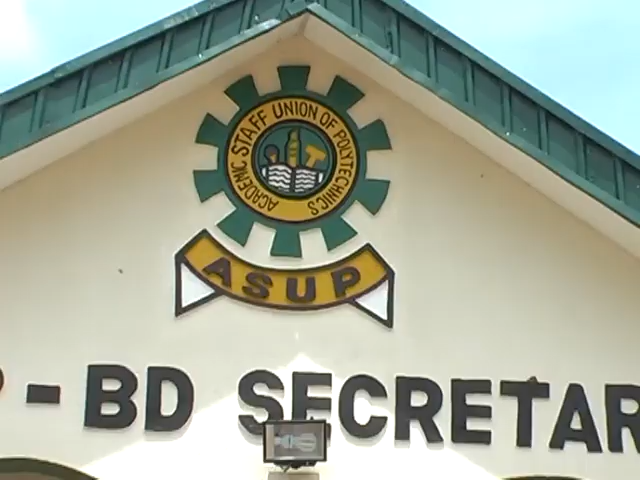 ACADEMIC STAFF UNION OF POLYTECHNICS
ASUP
- BD SECRETAR